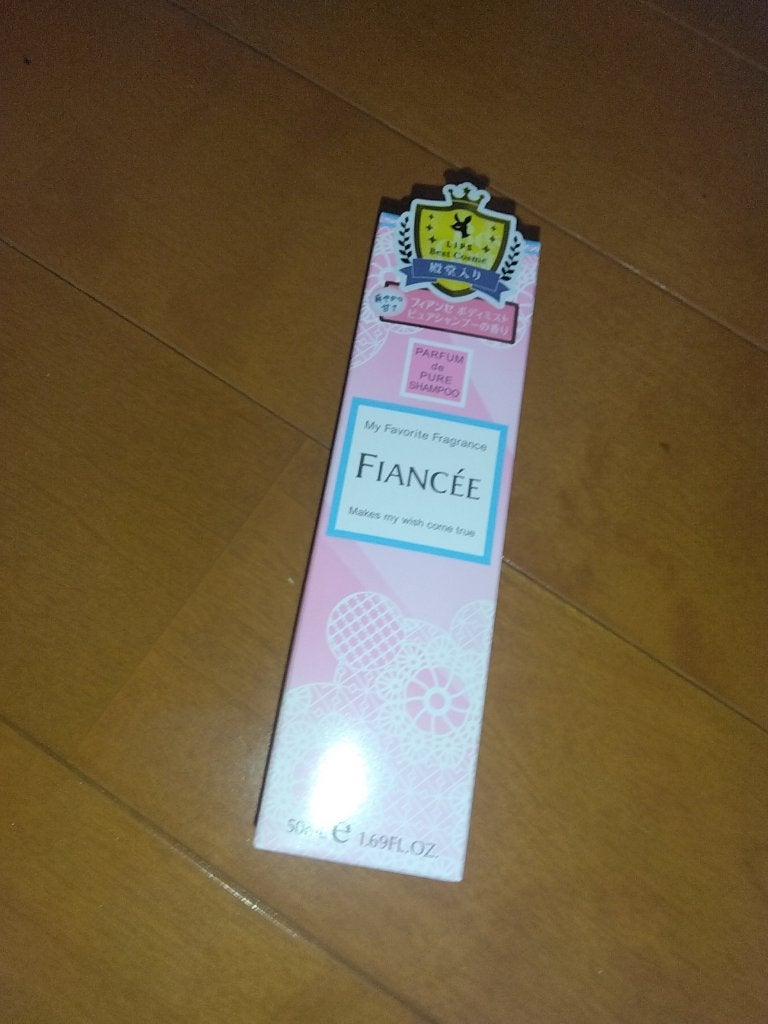 LIPS
Best Cosme
殿堂入り
フィアンセ ボディミスト
ピュアシャンプーの香り
PARFUM
de
PURE
SHAMPOO
My Favorite Fragrance
FIANCÉE
Makes my wish come true
℮ 1.69FL.OZ.